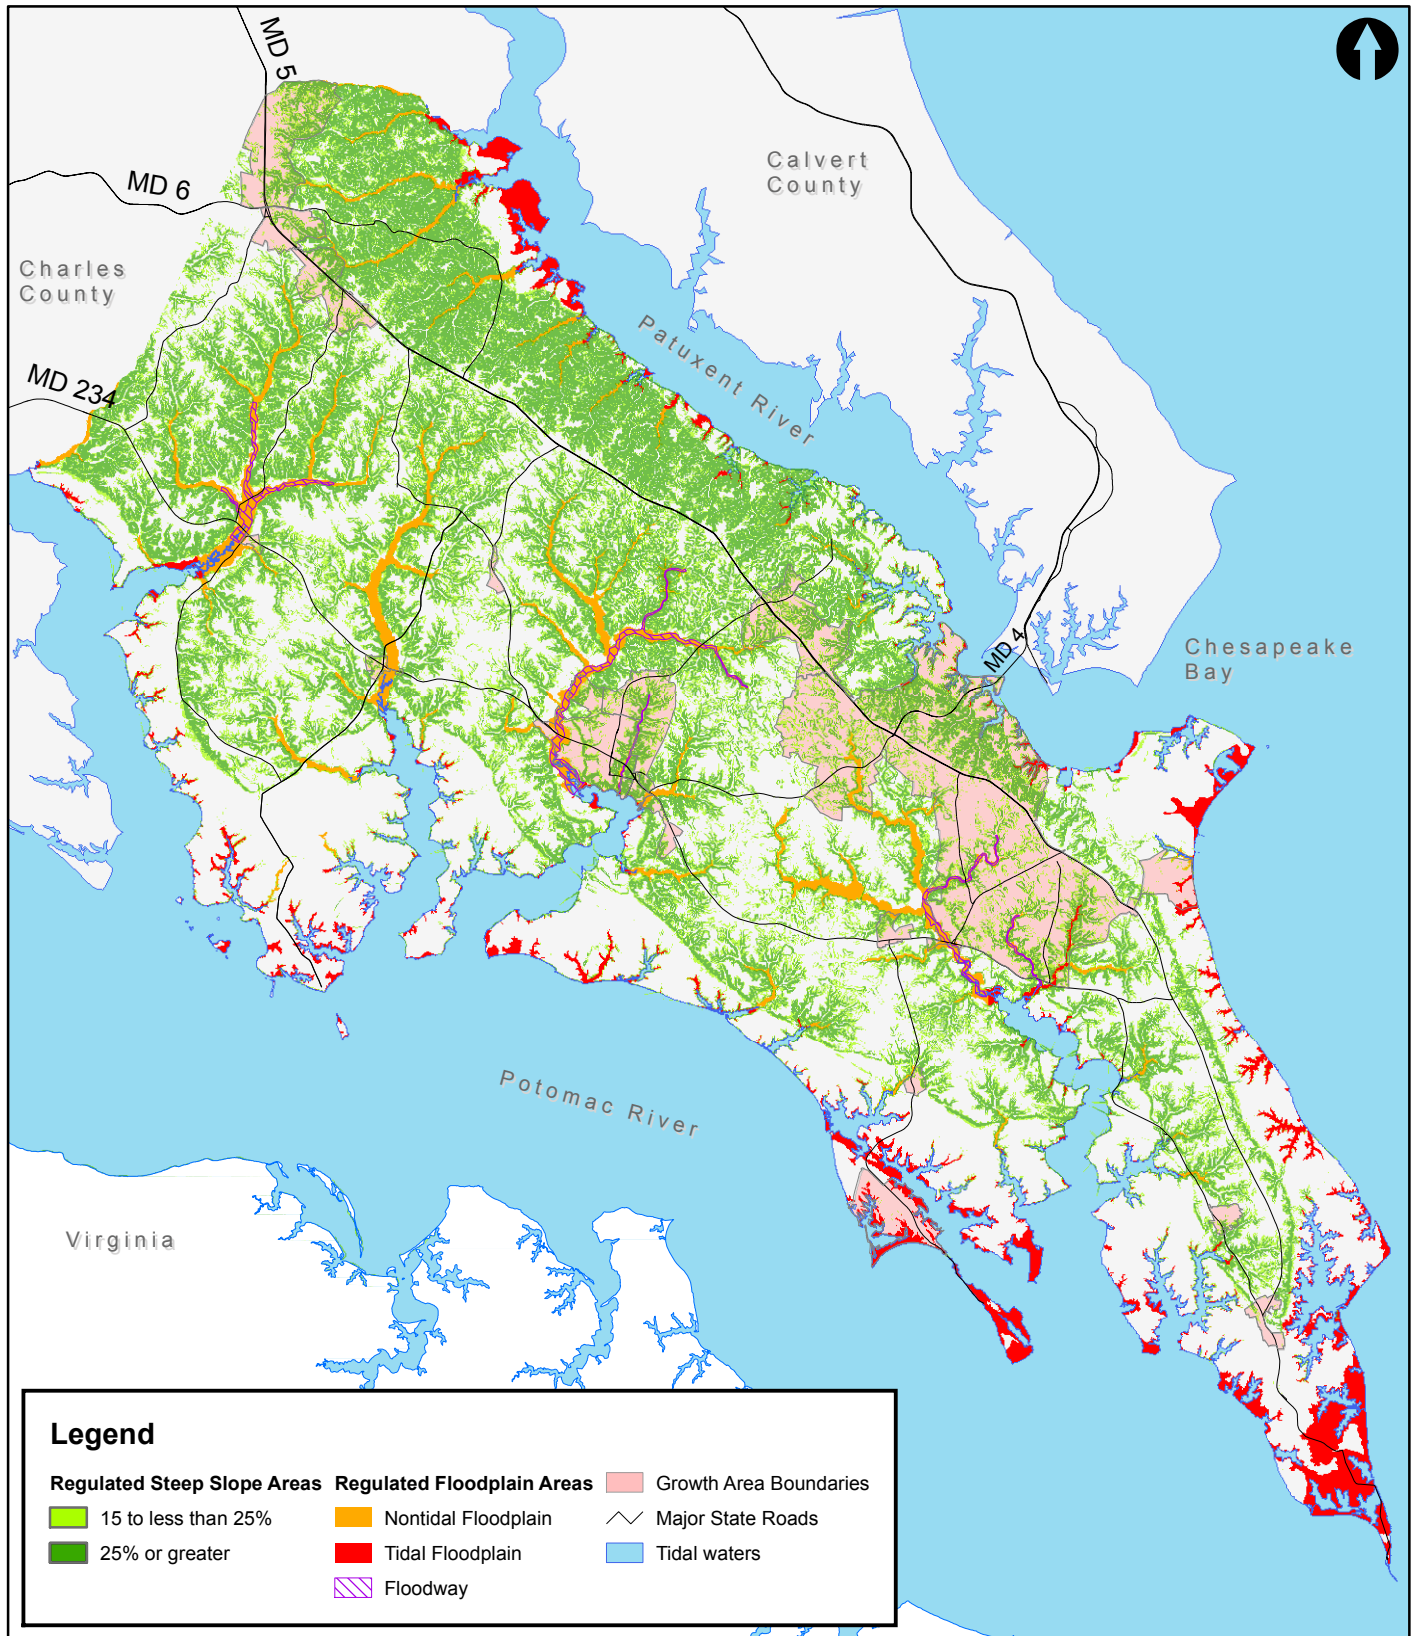 MD 5
MD 6
Calvert
County
Charles
County
Patuxent River
MD 234
MD 4
Chesapeake
Bay
Potomac River
Virginia
Legend
Regulated Steep Slope Areas
15 to less than 25%
25% or greater
Regulated Floodplain Areas
Nontidal Floodplain
Tidal Floodplain
Floodway
Growth Area Boundaries
Major State Roads
Tidal waters